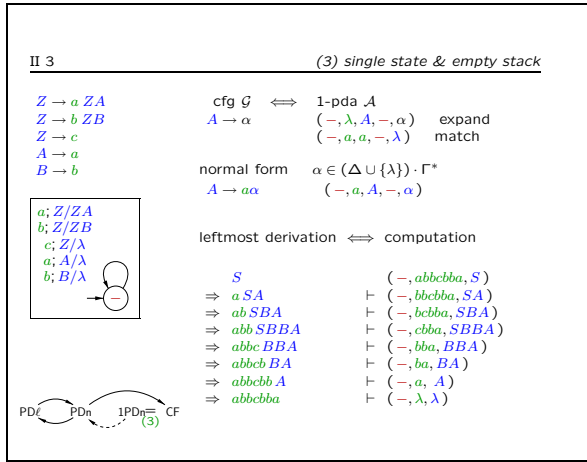 II 3 (3) single state & empty stack
Z → a ZA
Z → b ZB
Z → c
A → a
B → b
cfg 𝒢 ⟺ 1-pda 𝒜
A → α (−, λ, A, −, α) expand
(−, a, a, −, λ) match
normal form α ∈ (Δ ∪ {λ}) · Γ*
A → aα (−, a, A, −, α)
a; Z/ZA
b; Z/ZB
c; Z/λ
a; A/λ
b; B/λ
−
leftmost derivation ⟺ computation
S (−, abbcbba, S)
⇒ a SA ⊢ (−, bbcbba, SA)
⇒ ab SBA ⊢ (−, bcbba, SBA)
⇒ abb SBBA ⊢ (−, cbba, SBBA)
⇒ abbc BBA ⊢ (−, bba, BBA)
⇒ abbcb BA ⊢ (−, ba, BA)
⇒ abbcbb A ⊢ (−, a, A)
⇒ abbcbba ⊢ (−, λ, λ)
PDℓ PDn 1PDn= CF
(3)